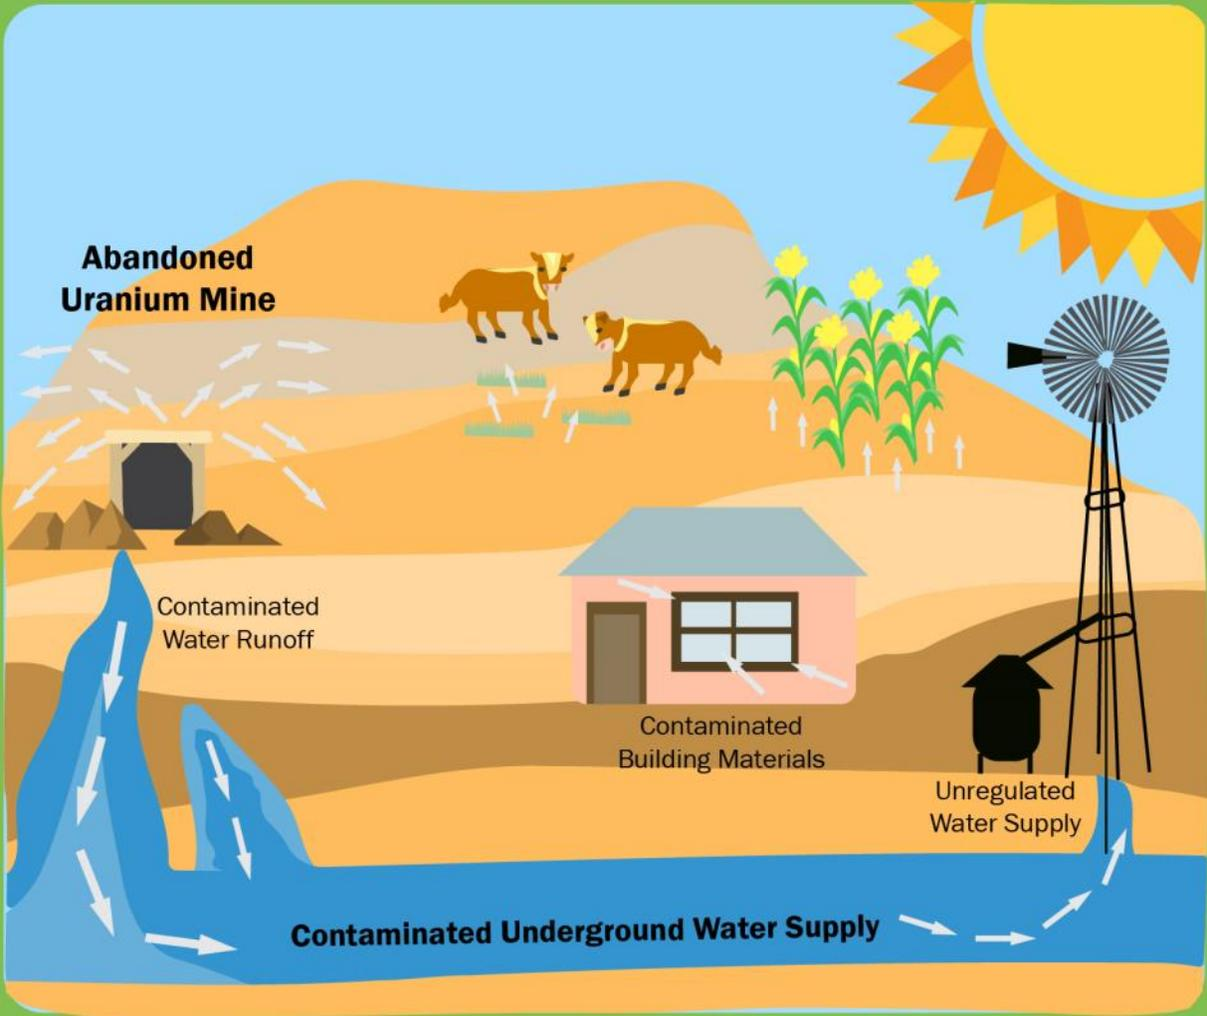 Abandoned
Uranium Mine
Contaminated
Water Runoff
Contaminated
Building Materials
Unregulated
Water Supply
Contaminated Underground Water Supply